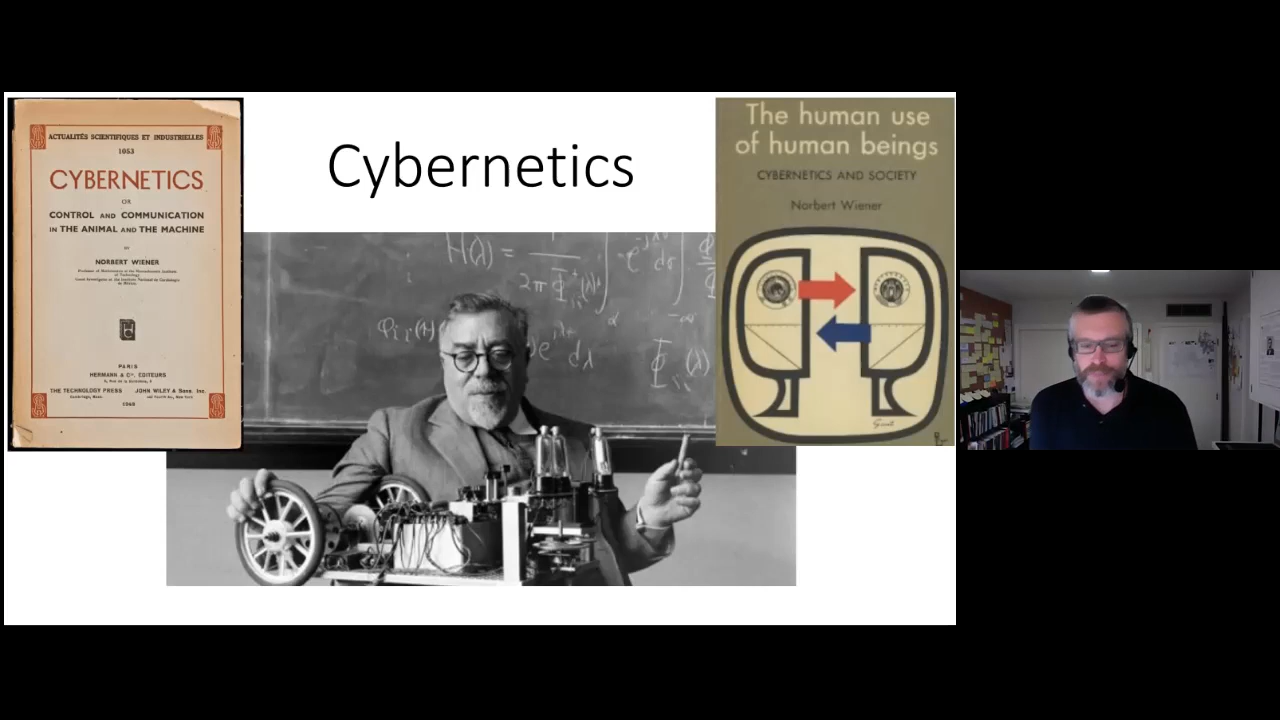 ACTUALITÉS SCIENTIFIQUES ET INDUSTRIELLES
1053
CYBERNETICS
OR
CONTROL AND COMMUNICATION
IN THE ANIMAL AND THE MACHINE
BY
NORBERT WIENER
PARIS
HERMANN & Cie, ÉDITEURS
THE TECHNOLOGY PRESS
JOHN WILEY & Sons, Inc.
Cybernetics
H(λ) =
The human use
of human beings
CYBERNETICS AND SOCIETY
Norbert Wiener